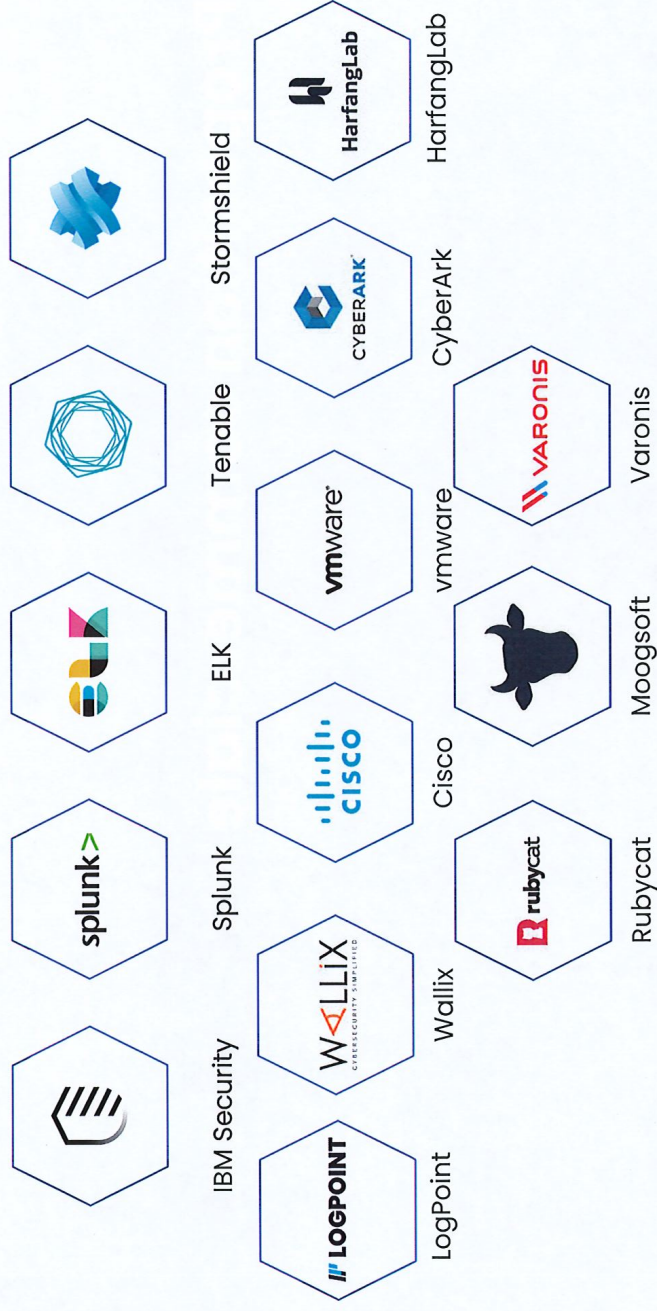 splunk>
eLK
IBM Security
Splunk
ELK
Tenable
Stormshield
LOGPOINT
WALLiX
CYBERSECURITY SIMPLIFIED
CISCO
vmware®
CYBERARK®
HarfangLab
LogPoint
Wallix
Cisco
vmware
CyberArk
HarfangLab
rubycat
VARONIS
Rubycat
Moogsoft
Varonis